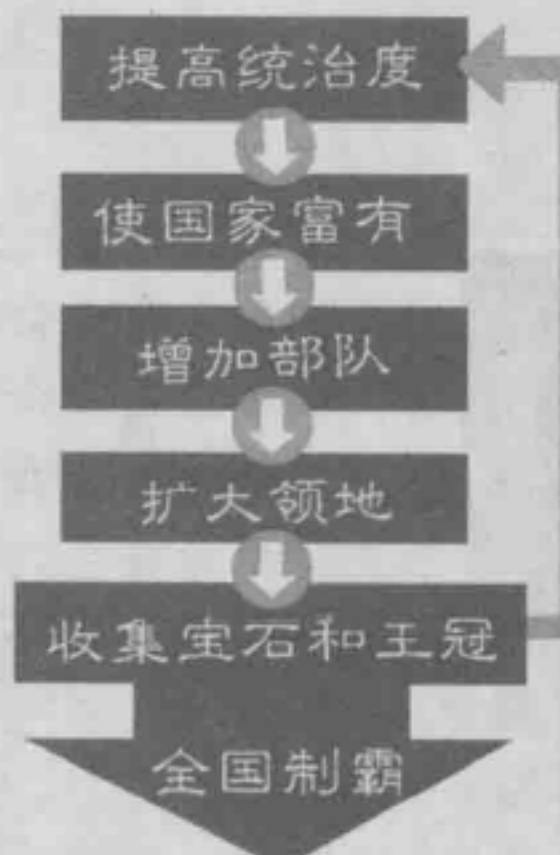 提高统治度
使国家富有
增加部队
扩大领地
收集宝石和王冠
全国制霸